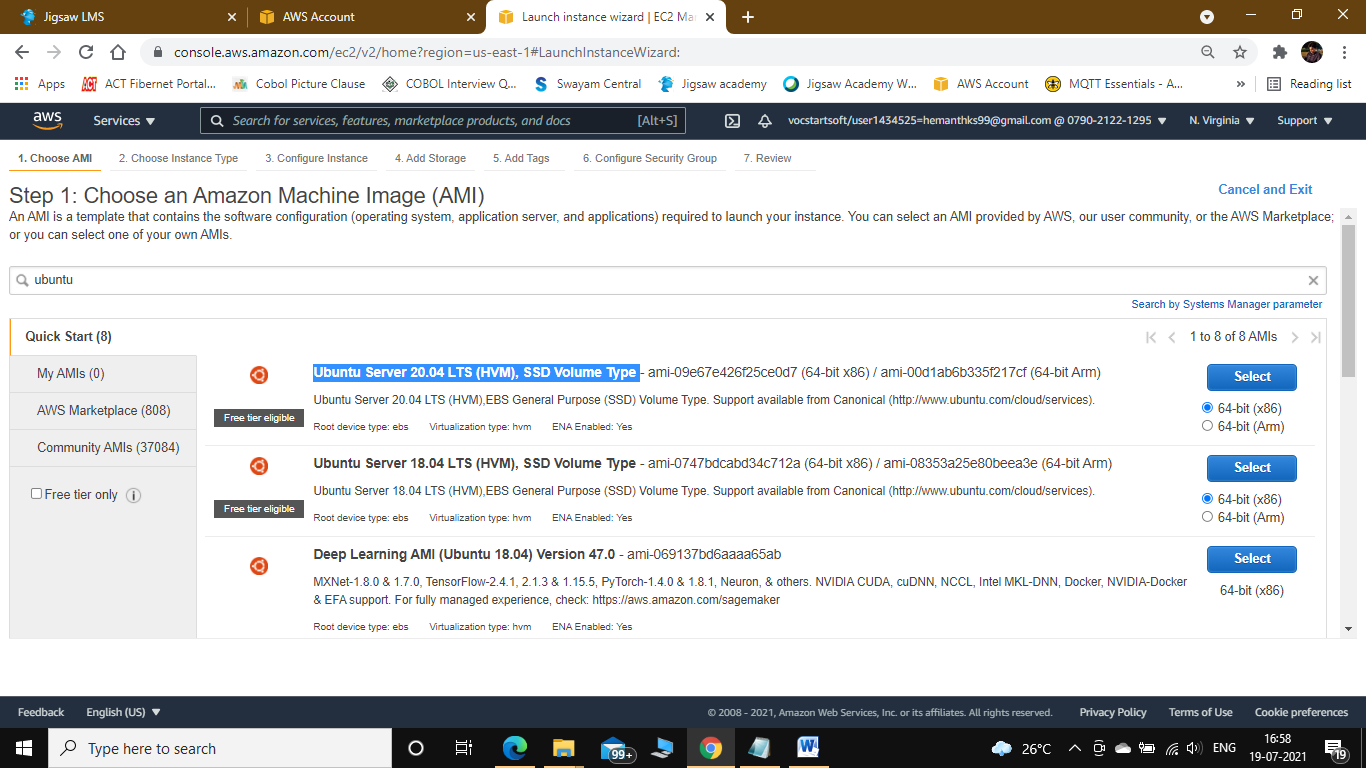 Jigsaw LMS
AWS Account
Launch instance wizard | EC2 Ma
console.aws.amazon.com/ec2/v2/home?region=us-east-1#LaunchInstanceWizard:
Apps
ACT ACT Fibernet Portal...
Cobol Picture Clause
COBOL Interview Q...
Swayam Central
Jigsaw academy
Jigsaw Academy W...
AWS Account
MQTT Essentials - A...
»
Reading list
aws
Services
Search for services, features, marketplace products, and docs
[Alt+S]
vocstartsoft/user1434525=hemanthks99@gmail.com @ 0790-2122-1295
N. Virginia
Support
1. Choose AMI
2. Choose Instance Type
3. Configure Instance
4. Add Storage
5. Add Tags
6. Configure Security Group
7. Review
Step 1: Choose an Amazon Machine Image (AMI)
Cancel and Exit
An AMI is a template that contains the software configuration (operating system, application server, and applications) required to launch your instance. You can select an AMI provided by AWS, our user community, or the AWS Marketplace;
or you can select one of your own AMIs.
ubuntu
Search by Systems Manager parameter
Quick Start (8)
My AMIs (0)
AWS Marketplace (808)
Community AMIs (37084)
Free tier only
1 to 8 of 8 AMIs
Ubuntu Server 20.04 LTS (HVM), SSD Volume Type - ami-09e67e426f25ce0d7 (64-bit x86) / ami-00d1ab6b335f217cf (64-bit Arm)
Free tier eligible
Ubuntu Server 20.04 LTS (HVM),EBS General Purpose (SSD) Volume Type. Support available from Canonical (http://www.ubuntu.com/cloud/services).
Root device type: ebs Virtualization type: hvm ENA Enabled: Yes
Select
64-bit (x86)
64-bit (Arm)
Ubuntu Server 18.04 LTS (HVM), SSD Volume Type - ami-0747bdcabd34c712a (64-bit x86) / ami-08353a25e80beea3e (64-bit Arm)
Free tier eligible
Ubuntu Server 18.04 LTS (HVM),EBS General Purpose (SSD) Volume Type. Support available from Canonical (http://www.ubuntu.com/cloud/services).
Root device type: ebs Virtualization type: hvm ENA Enabled: Yes
Select
64-bit (x86)
64-bit (Arm)
Deep Learning AMI (Ubuntu 18.04) Version 47.0 - ami-069137bd6aaaa65ab
MXNet-1.8.0 & 1.7.0, TensorFlow-2.4.1, 2.1.3 & 1.15.5, PyTorch-1.4.0 & 1.8.1, Neuron, & others. NVIDIA CUDA, cuDNN, NCCL, Intel MKL-DNN, Docker, NVIDIA-Docker
& EFA support. For fully managed experience, check: https://aws.amazon.com/sagemaker
Root device type: ebs Virtualization type: hvm ENA Enabled: Yes
Select
64-bit (x86)
Feedback
English (US)
© 2008 - 2021, Amazon Web Services, Inc. or its affiliates. All rights reserved.
Privacy Policy
Terms of Use
Cookie preferences
Type here to search
99+
26°C
ENG
16:58
19-07-2021
19